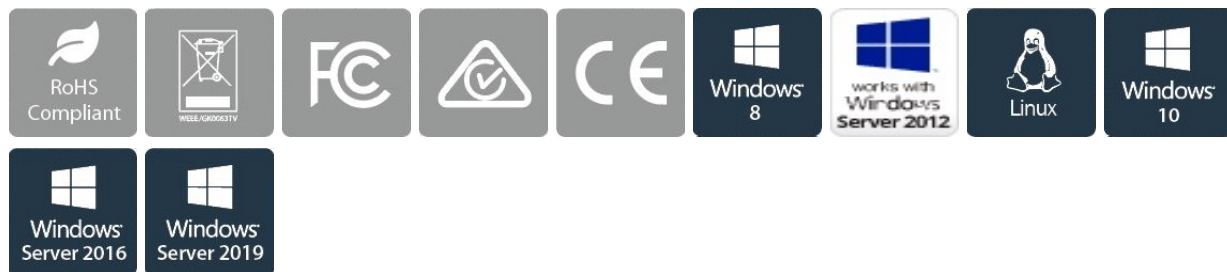 RoHS
Compliant
WEEE/GK0063TV
FC
CE
Windows
8
works with
Windows
Server 2012
Linux
Windows
10
Windows
Server 2016
Windows
Server 2019